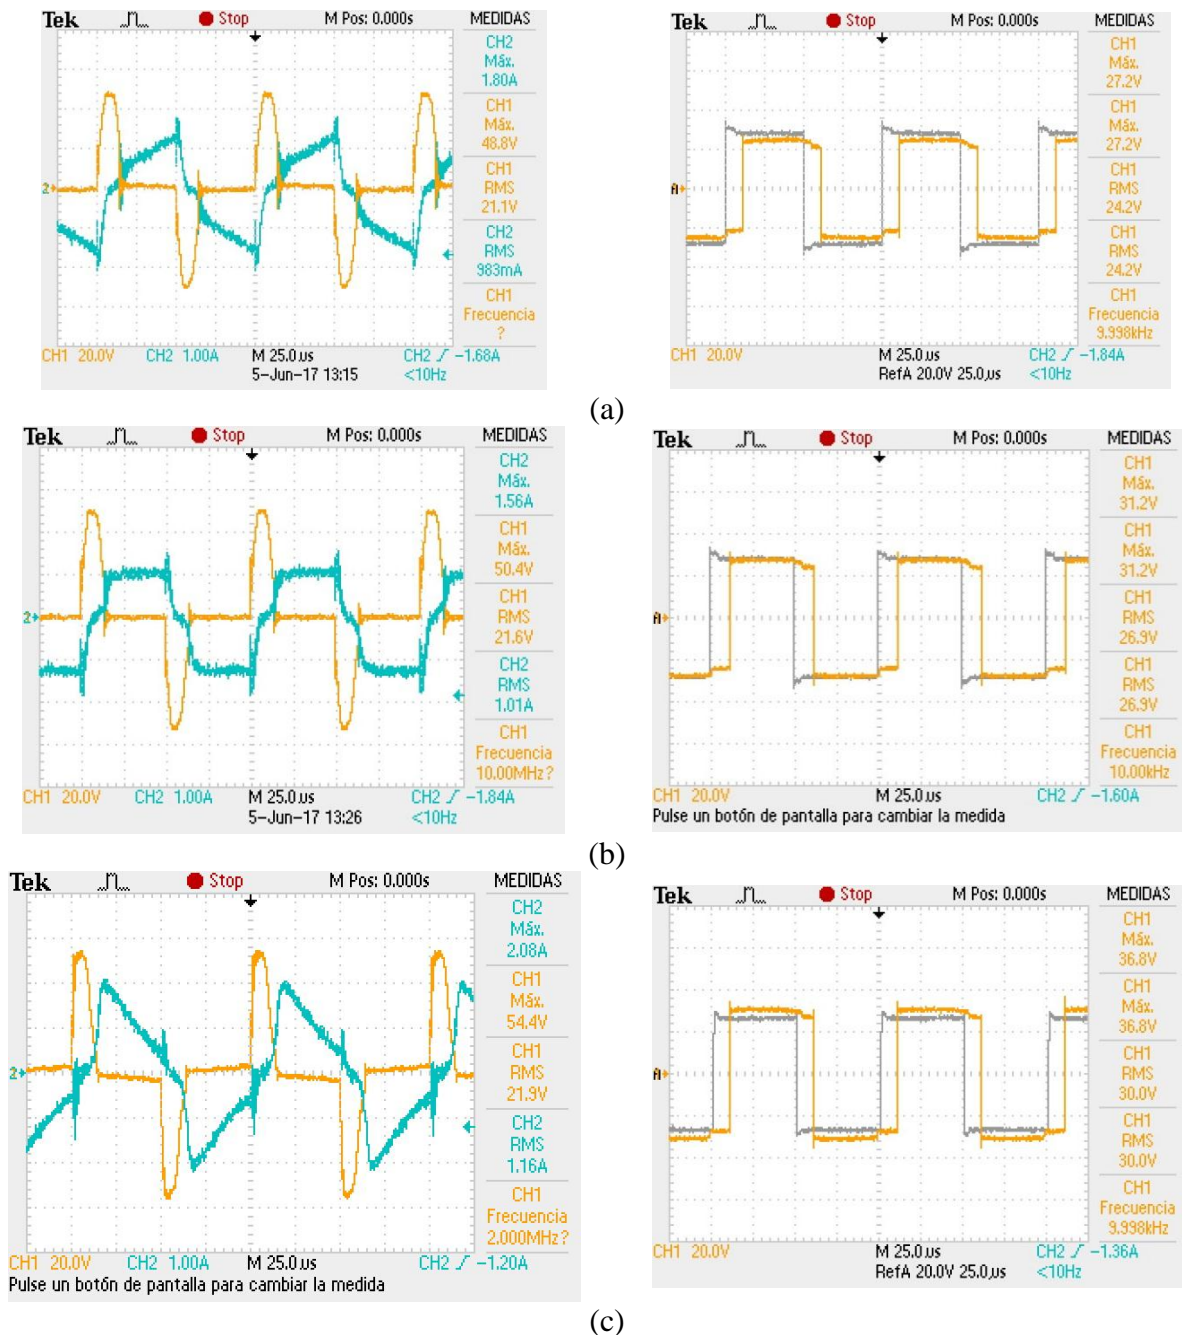 Tek Stop M Pos: 0.000s MEDIDAS
CH2
Máx.
1.80A
CH1
Máx.
48.8V
CH1
RMS
21.1V
CH2
RMS
983mA
CH1
Frecuencia
?
2
CH1 20.0V CH2 1.00A M 25.0µs CH2 -1.68A
5-Jun-17 13:15 <10Hz
Tek Stop M Pos: 0.000s MEDIDAS
CH1
Máx.
27.2V
CH1
Máx.
27.2V
CH1
RMS
24.2V
CH1
RMS
24.2V
CH1
Frecuencia
9.998kHz
CH1 20.0V M 25.0µs CH2 -1.84A
RefA 20.0V 25.0µs <10Hz
(a)
Tek Stop M Pos: 0.000s MEDIDAS
CH2
Máx.
1.56A
CH1
Máx.
50.4V
CH1
RMS
21.6V
CH2
RMS
1.01A
CH1
Frecuencia
10.00MHz?
2
CH1 20.0V CH2 1.00A M 25.0µs CH2 -1.84A
5-Jun-17 13:26 <10Hz
Tek Stop M Pos: 0.000s MEDIDAS
CH1
Máx.
31.2V
CH1
Máx.
31.2V
CH1
RMS
26.9V
CH1
RMS
26.9V
CH1
Frecuencia
10.00kHz
CH1 20.0V M 25.0µs CH2 -1.60A
Pulse un botón de pantalla para cambiar la medida
(b)
Tek Stop M Pos: 0.000s MEDIDAS
CH2
Máx.
2.08A
CH1
Máx.
54.4V
CH1
RMS
21.9V
CH2
RMS
1.16A
CH1
Frecuencia
2.000MHz?
2
CH1 20.0V CH2 1.00A M 25.0µs CH2 -1.20A
Pulse un botón de pantalla para cambiar la medida
Tek Stop M Pos: 0.000s MEDIDAS
CH1
Máx.
36.8V
CH1
Máx.
36.8V
CH1
RMS
30.0V
CH1
RMS
30.0V
CH1
Frecuencia
9.998kHz
CH1 20.0V M 25.0µs CH2 -1.36A
RefA 20.0V 25.0µs <10Hz
(c)